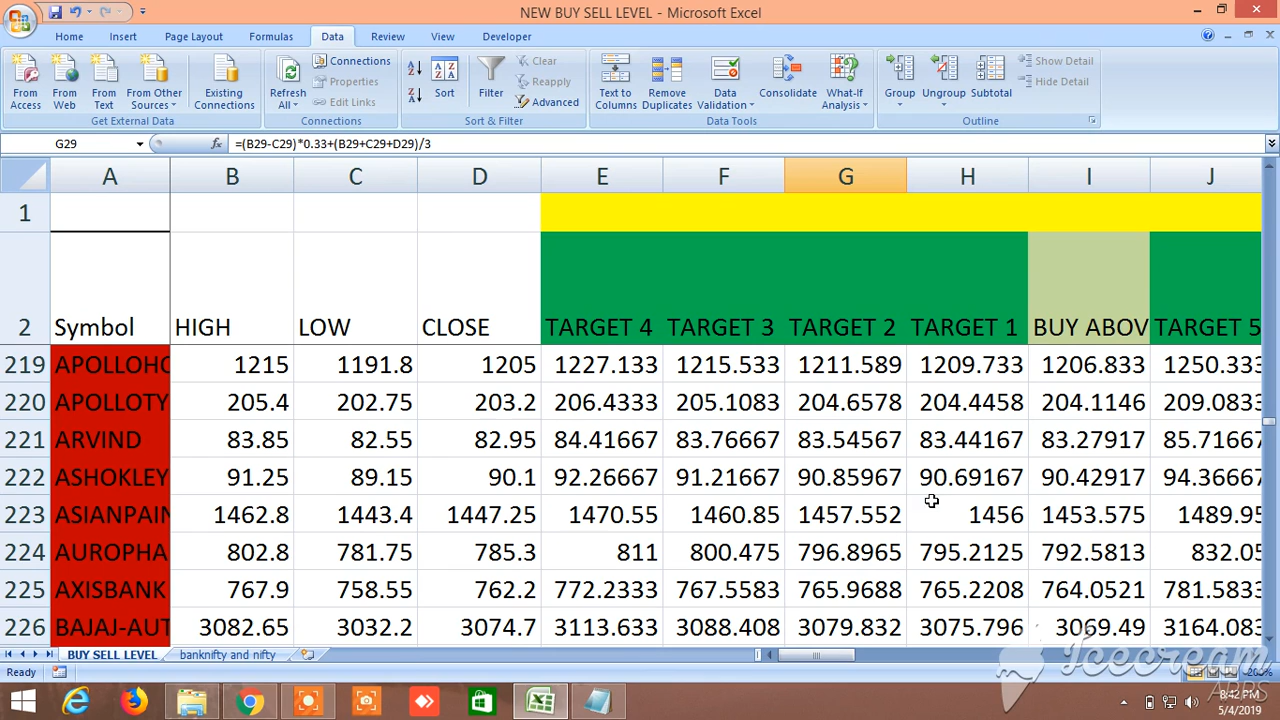 NEW BUY SELL LEVEL - Microsoft Excel
Home Insert Page Layout Formulas Data Review View Developer
From Access
From Web
From Text
From Other Sources
Existing Connections
Get External Data
Refresh All
Connections
Properties
Edit Links
Connections
Sort
Filter
Clear
Reapply
Advanced
Sort & Filter
Text to Columns
Remove Duplicates
Data Validation
Consolidate
What-If Analysis
Data Tools
Group
Ungroup
Subtotal
Show Detail
Hide Detail
Outline
G29 fx =(B29-C29)*0.33+(B29+C29+D29)/3
A B C D E F G H I J
1
2 Symbol HIGH LOW CLOSE TARGET 4 TARGET 3 TARGET 2 TARGET 1 BUY ABOV TARGET 5
219 APOLLOHO 1215 1191.8 1205 1227.133 1215.533 1211.589 1209.733 1206.833 1250.333
220 APOLLOTY 205.4 202.75 203.2 206.4333 205.1083 204.6578 204.4458 204.1146 209.0833
221 ARVIND 83.85 82.55 82.95 84.41667 83.76667 83.54567 83.44167 83.27917 85.71667
222 ASHOKLEY 91.25 89.15 90.1 92.26667 91.21667 90.85967 90.69167 90.42917 94.36667
223 ASIANPAIN 1462.8 1443.4 1447.25 1470.55 1460.85 1457.552 1456 1453.575 1489.95
224 AUROPHA 802.8 781.75 785.3 811 800.475 796.8965 795.2125 792.5813 832.05
225 AXISBANK 767.9 758.55 762.2 772.2333 767.5583 765.9688 765.2208 764.0521 781.5833
226 BAJAJ-AUT 3082.65 3032.2 3074.7 3113.633 3088.408 3079.832 3075.796 3069.49 3164.083
BUY SELL LEVEL banknifty and nifty
Ready 200%
Icecream
APPS
8:42 PM
5/4/2019